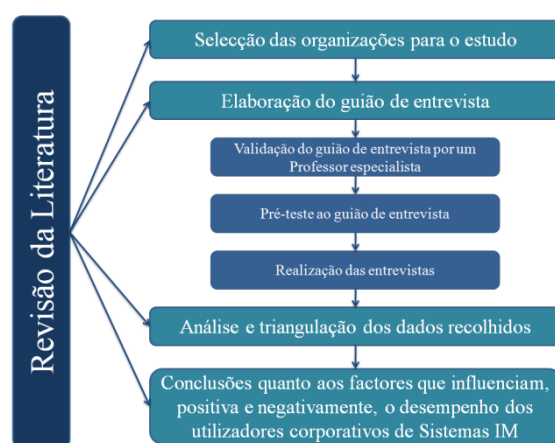 Revisão da Literatura
Selecção das organizações para o estudo
Elaboração do guião de entrevista
Validação do guião de entrevista por um
Professor especialista
Pré-teste ao guião de entrevista
Realização das entrevistas
Análise e triangulação dos dados recolhidos
Conclusões quanto aos factores que influenciam,
positiva e negativamente, o desempenho dos
utilizadores corporativos de Sistemas IM